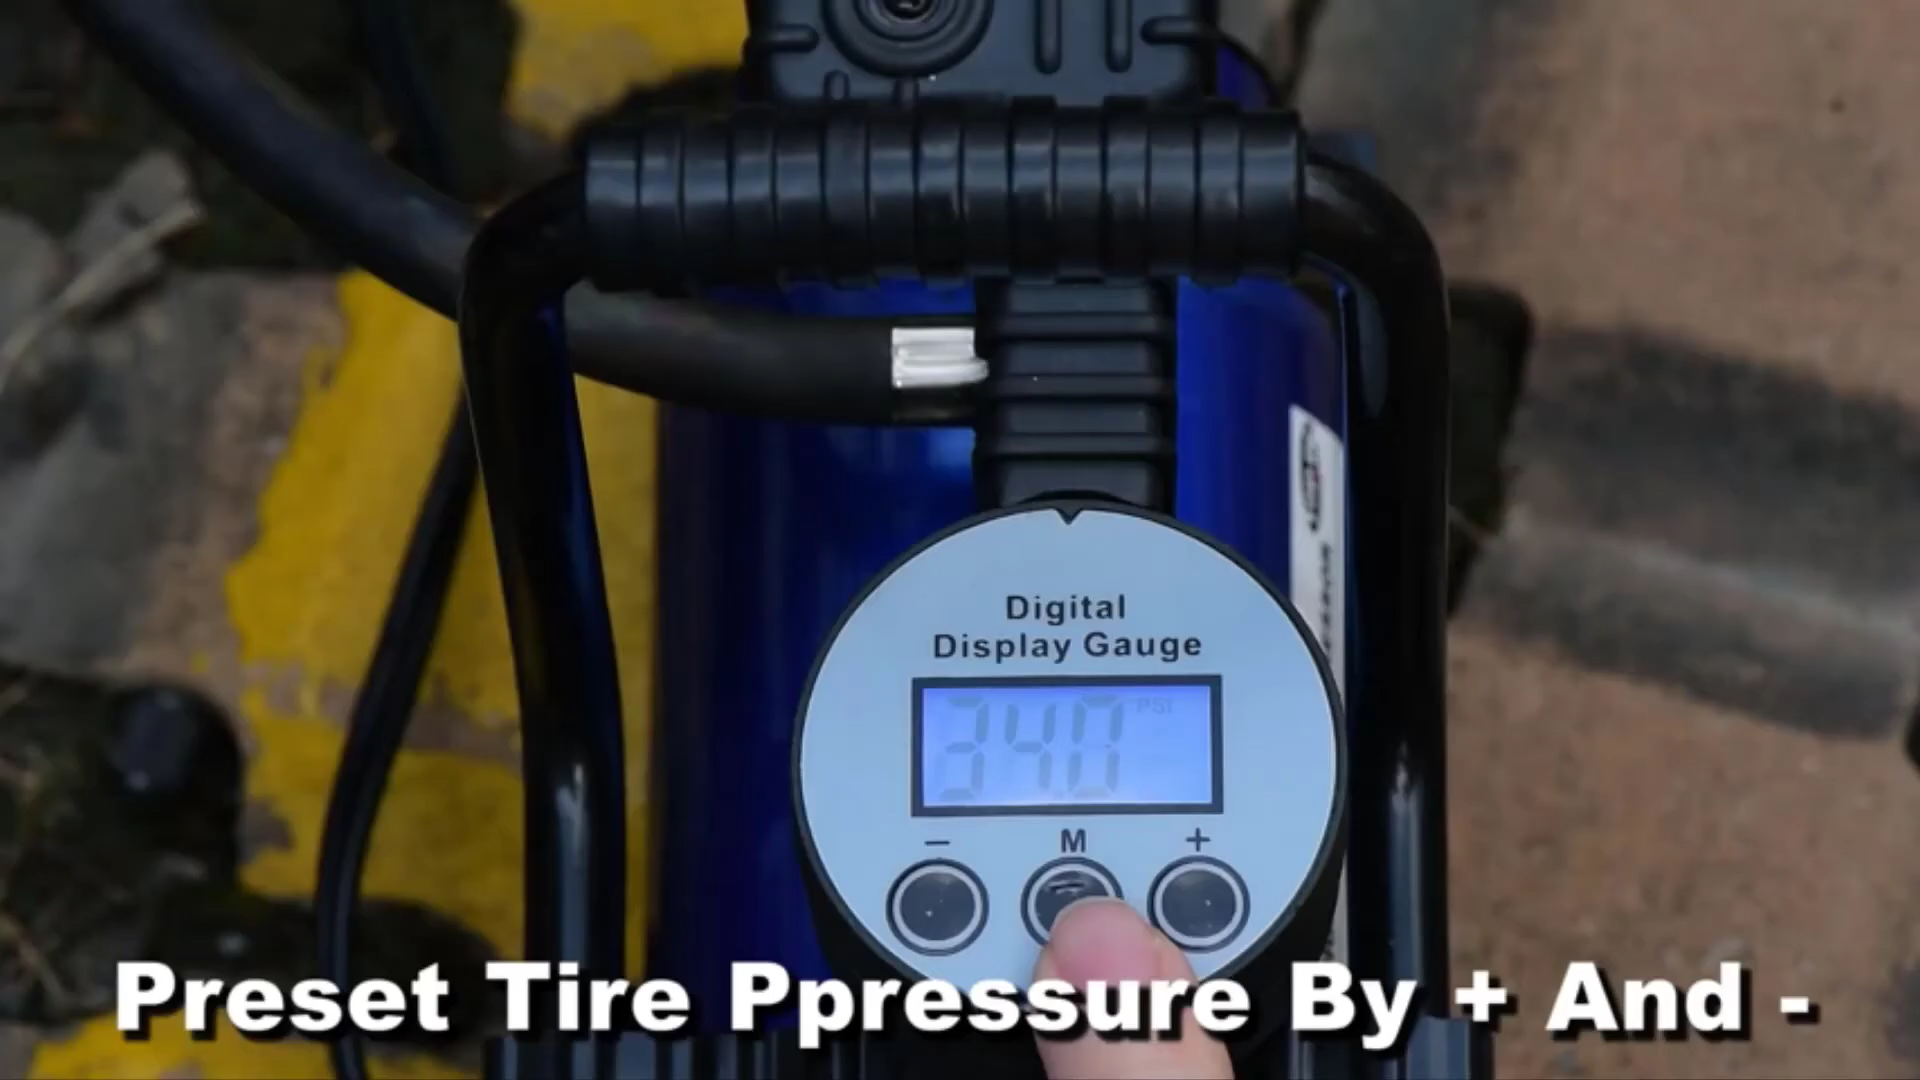 Digital
Display Gauge
34.0 PSI
— M +
Preset Tire Ppressure By + And -